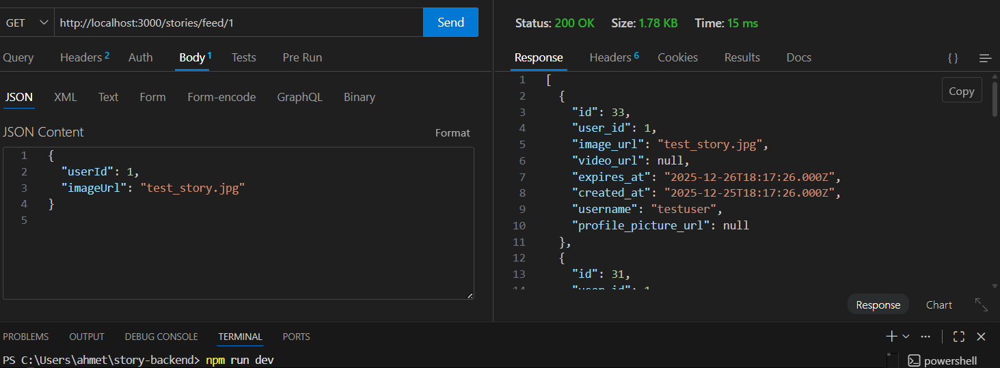 GET http://localhost:3000/stories/feed/1 Send
Query Headers 2 Auth Body 1 Tests Pre Run
JSON XML Text Form Form-encode GraphQL Binary
JSON Content Format
1 {
2 "userId": 1,
3 "imageUrl": "test_story.jpg"
4 }
5
Status: 200 OK Size: 1.78 KB Time: 15 ms
Response Headers 6 Cookies Results Docs {}
Copy
1 [
2 {
3 "id": 33,
4 "user_id": 1,
5 "image_url": "test_story.jpg",
6 "video_url": null,
7 "expires_at": "2025-12-26T18:17:26.000Z",
8 "created_at": "2025-12-25T18:17:26.000Z",
9 "username": "testuser",
10 "profile_picture_url": null
11 },
12 {
13 "id": 31,
14 "user_id": 1
Response Chart
PROBLEMS OUTPUT DEBUG CONSOLE TERMINAL PORTS
PS C:\Users\ahmet\story-backend> npm run dev
powershell